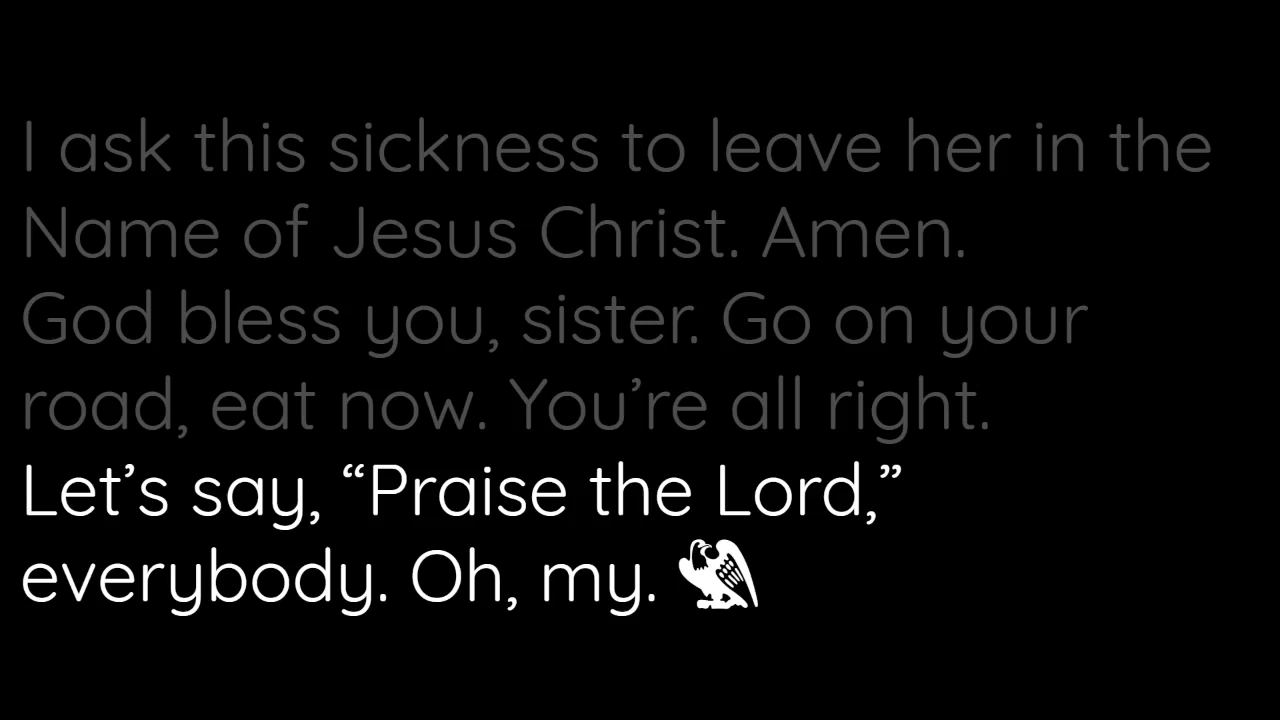 I ask this sickness to leave her in the
Name of Jesus Christ. Amen.
God bless you, sister. Go on your
road, eat now. You’re all right.
Let’s say, “Praise the Lord,”
everybody. Oh, my.